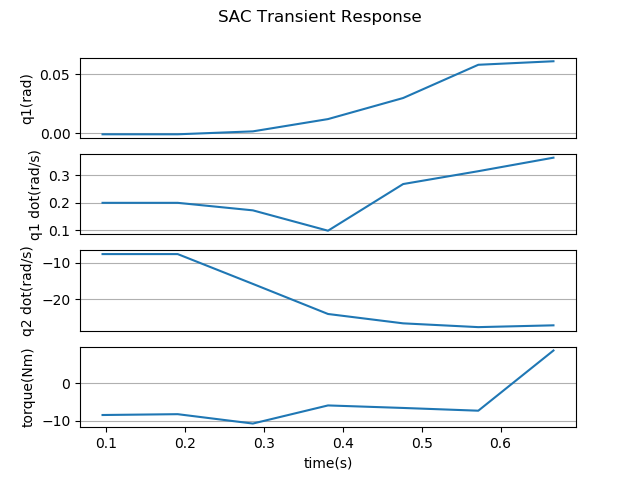 SAC Transient Response
q1(rad)
0.05
0.00
q1 dot(rad/s)
0.3
0.2
0.1
q2 dot(rad/s)
−10
−20
torque(Nm)
0
−10
0.1 0.2 0.3 0.4 0.5 0.6
time(s)